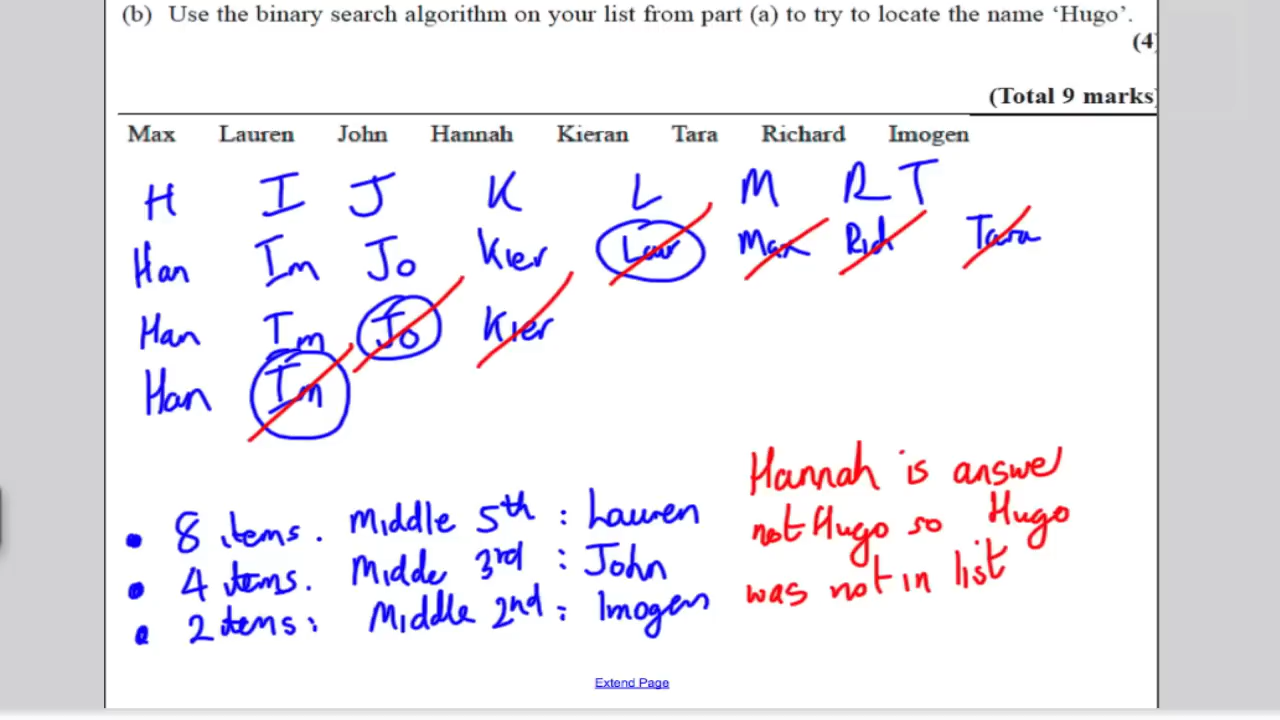 (b) Use the binary search algorithm on your list from part (a) to try to locate the name ‘Hugo’.
(4)
(Total 9 marks)
Max Lauren John Hannah Kieran Tara Richard Imogen
H I J K L M R T
Han Im Jo Kier Law Max Rich Tara
Han Im Jo Kier
Han Im
• 8 items. Middle 5th : Lauren
• 4 items. Midde 3rd : John
• 2 items: Middle 2nd: Imogen
Hannah is answe
not Hugo so Hugo
was not in list
Extend Page